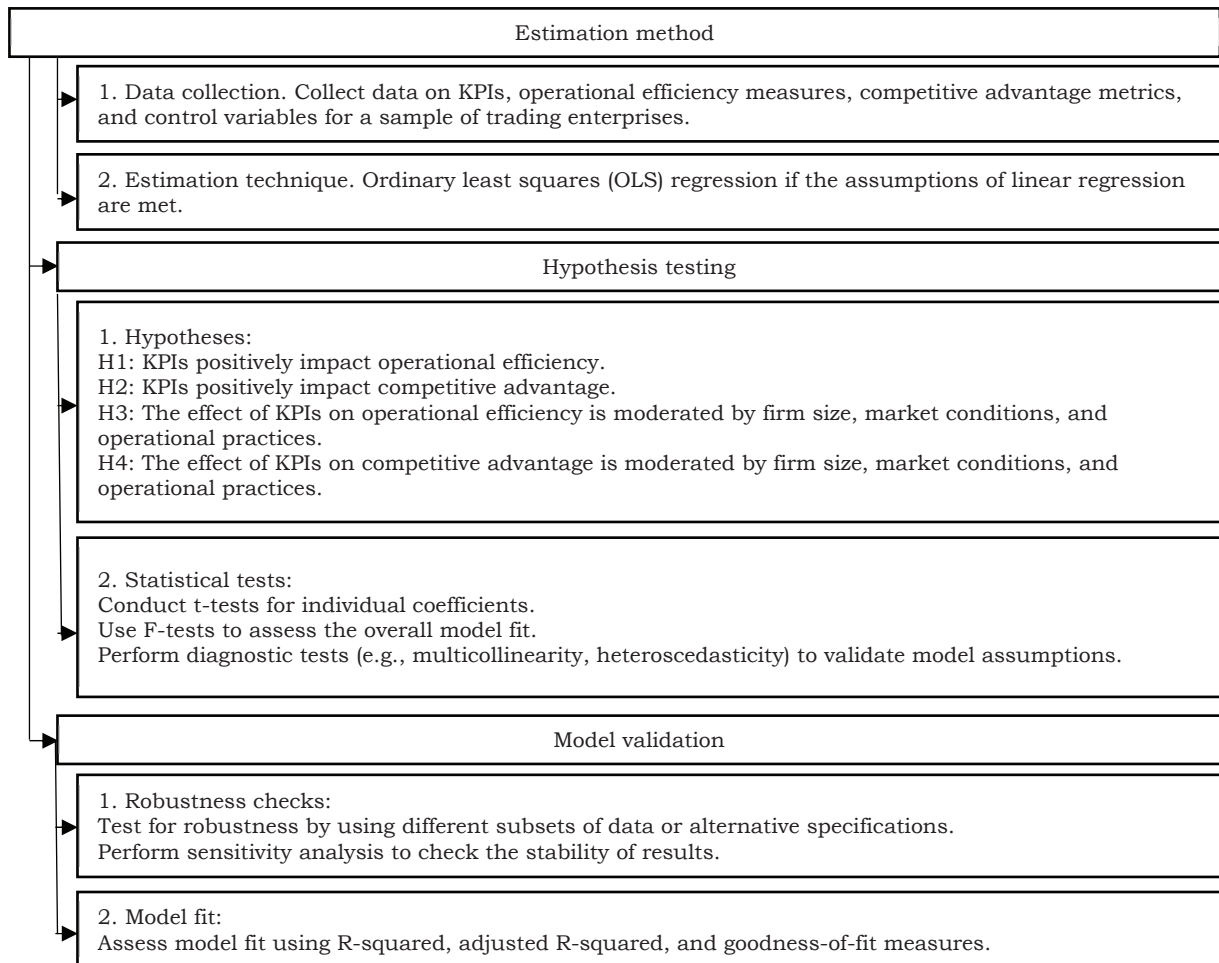 Estimation method
1. Data collection. Collect data on KPIs, operational efficiency measures, competitive advantage metrics,
and control variables for a sample of trading enterprises.
2. Estimation technique. Ordinary least squares (OLS) regression if the assumptions of linear regression
are met.
Hypothesis testing
1. Hypotheses:
H1: KPIs positively impact operational efficiency.
H2: KPIs positively impact competitive advantage.
H3: The effect of KPIs on operational efficiency is moderated by firm size, market conditions, and
operational practices.
H4: The effect of KPIs on competitive advantage is moderated by firm size, market conditions, and
operational practices.
2. Statistical tests:
Conduct t-tests for individual coefficients.
Use F-tests to assess the overall model fit.
Perform diagnostic tests (e.g., multicollinearity, heteroscedasticity) to validate model assumptions.
Model validation
1. Robustness checks:
Test for robustness by using different subsets of data or alternative specifications.
Perform sensitivity analysis to check the stability of results.
2. Model fit:
Assess model fit using R-squared, adjusted R-squared, and goodness-of-fit measures.